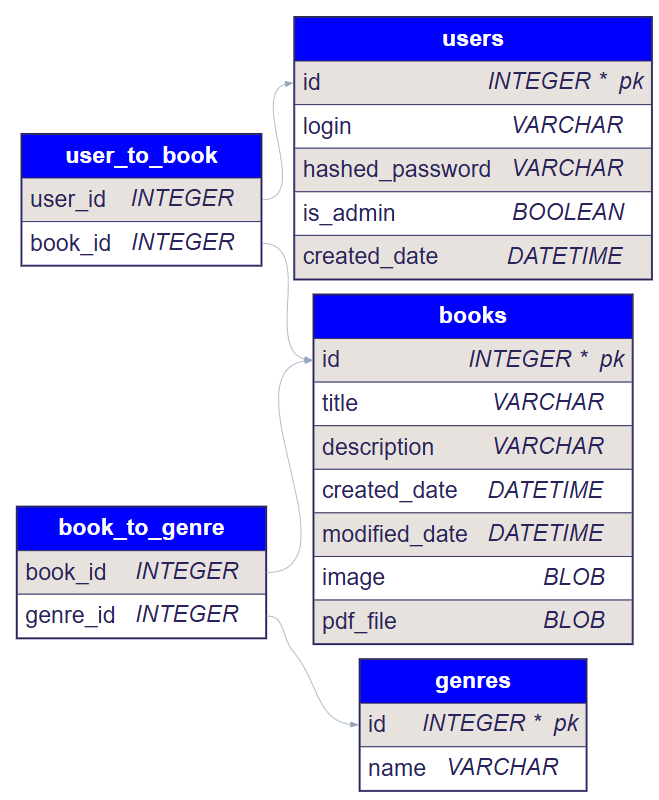 users
id INTEGER * pk
login VARCHAR
hashed_password VARCHAR
is_admin BOOLEAN
created_date DATETIME
user_to_book
user_id INTEGER
book_id INTEGER
books
id INTEGER * pk
title VARCHAR
description VARCHAR
created_date DATETIME
modified_date DATETIME
image BLOB
pdf_file BLOB
book_to_genre
book_id INTEGER
genre_id INTEGER
genres
id INTEGER * pk
name VARCHAR